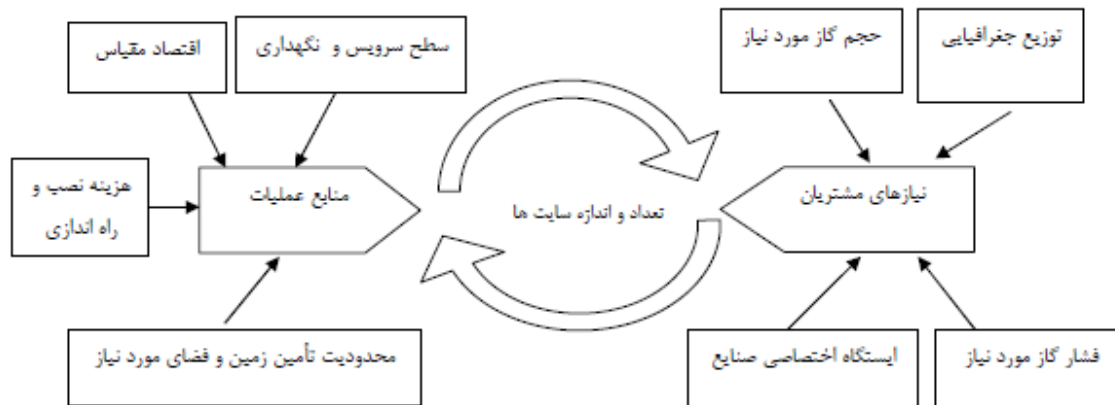 توزیع جغرافیایی
حجم گاز مورد نیاز
سطح سرویس و نگهداری
اقتصاد مقیاس
نیازهای مشتریان
تعداد و اندازه سایت ها
منابع عملیات
هزینه نصب و
راه اندازی
فشار گاز مورد نیاز
ایستگاه اختصاصی صنایع
محدودیت تأمین زمین و فضای مورد نیاز